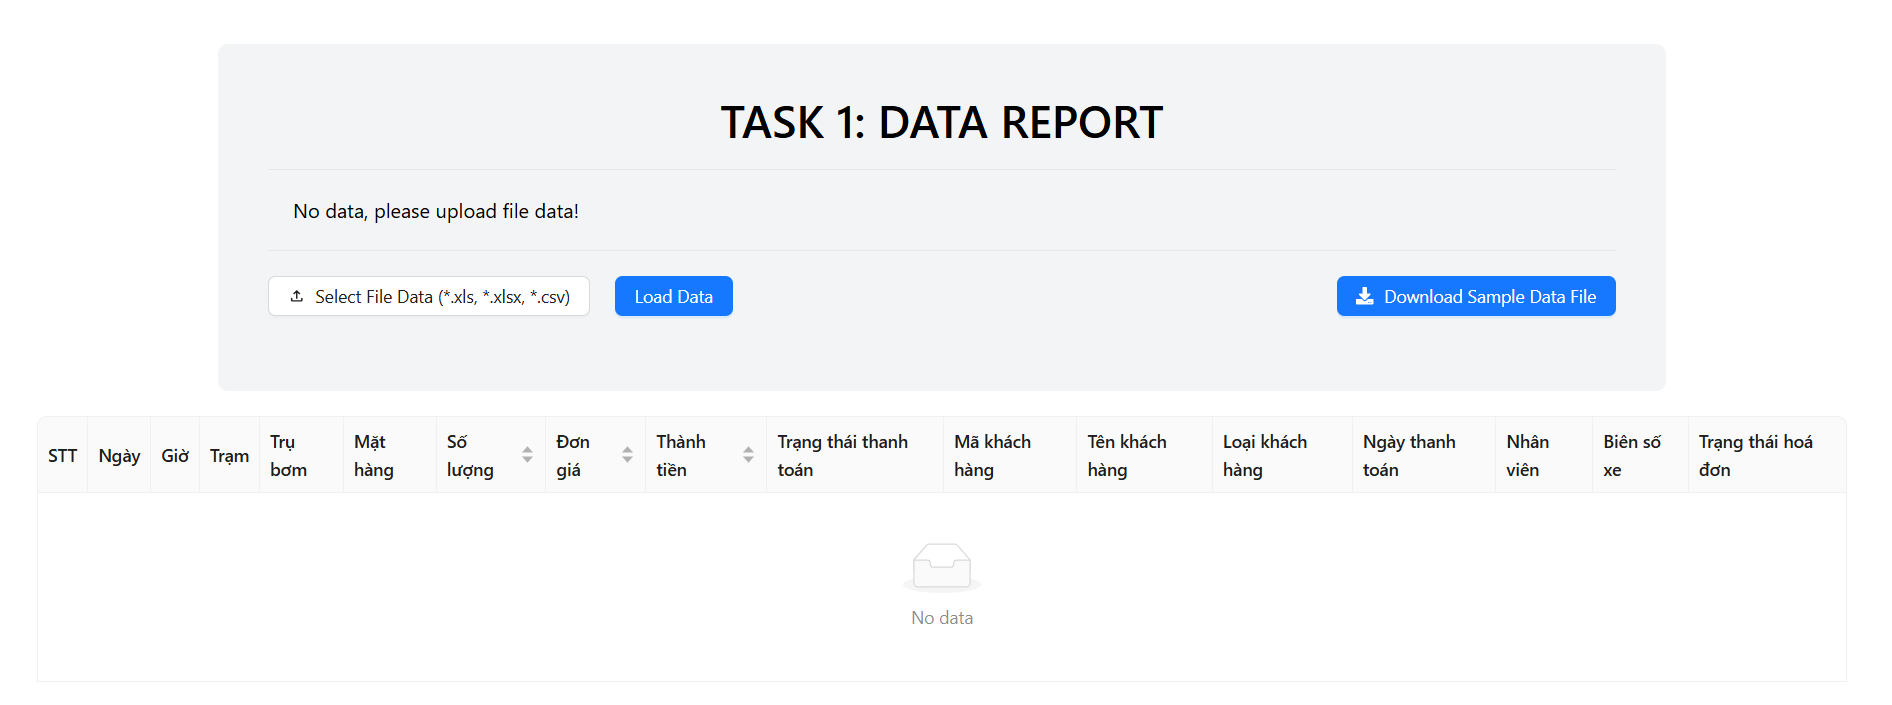 TASK 1: DATA REPORT
No data, please upload file data!
Select File Data (*.xls, *.xlsx, *.csv)
Load Data
Download Sample Data File
STT
Ngày
Giờ
Trạm
Trụ
bơm
Mặt
hàng
Số
lượng
Đơn
giá
Thành
tiền
Trạng thái thanh
toán
Mã khách
hàng
Tên khách
hàng
Loại khách
hàng
Ngày thanh
toán
Nhân
viên
Biên số
xe
Trạng thái hoá
đơn
No data